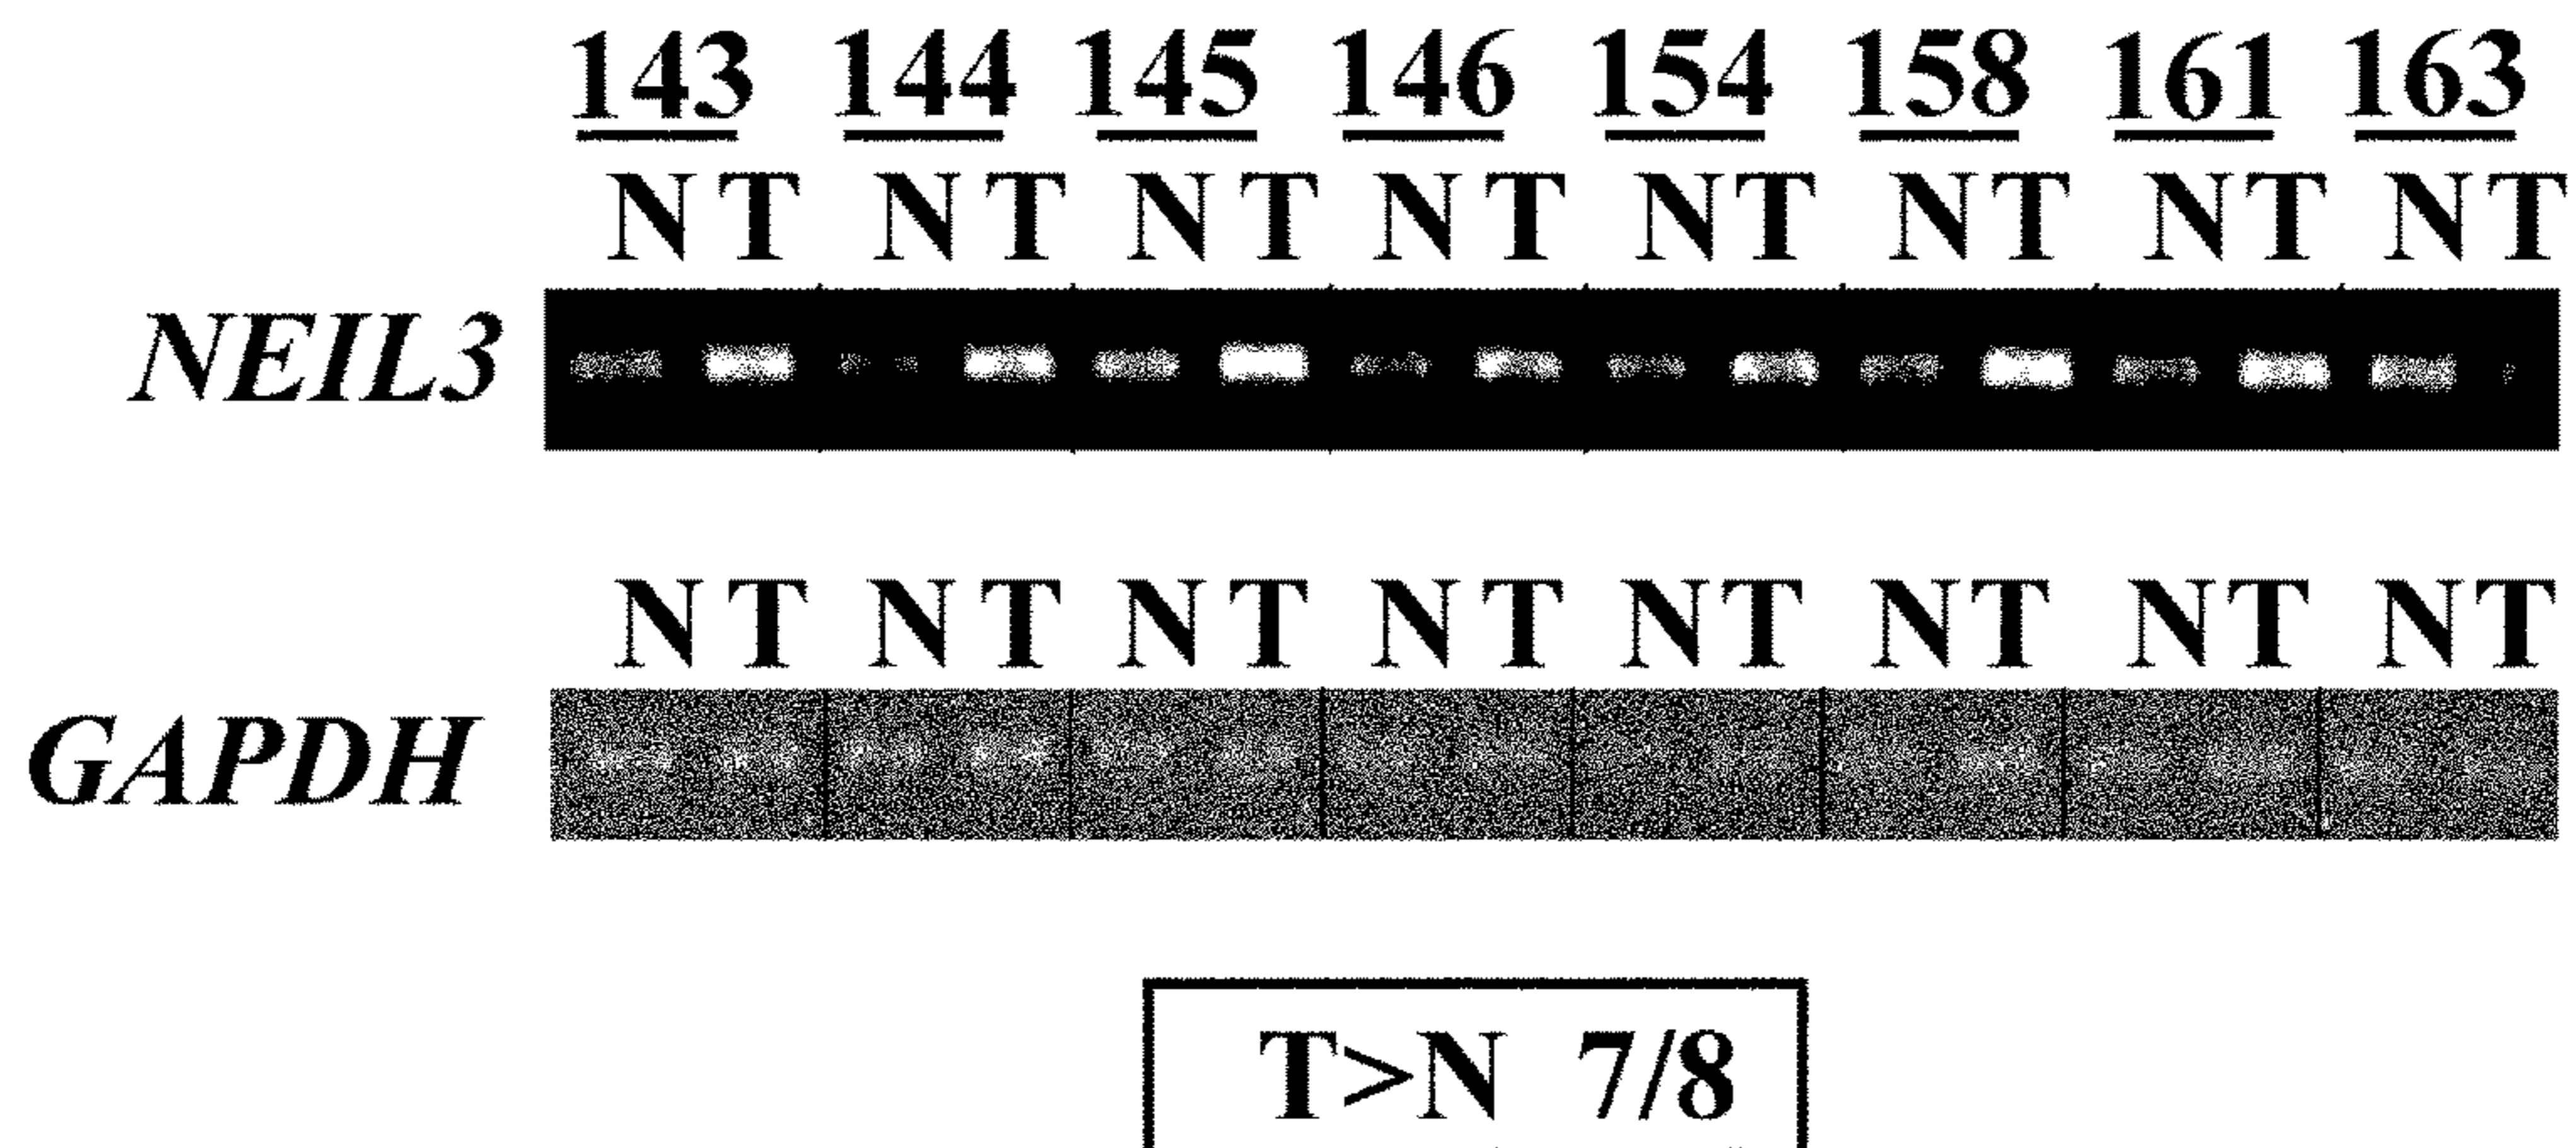 143 144 145 146 154 158 161 163
N T N T N T N T N T N T N T N T
NEIL3
N T N T N T N T N T N T N T N T
GAPDH
T>N 7/8